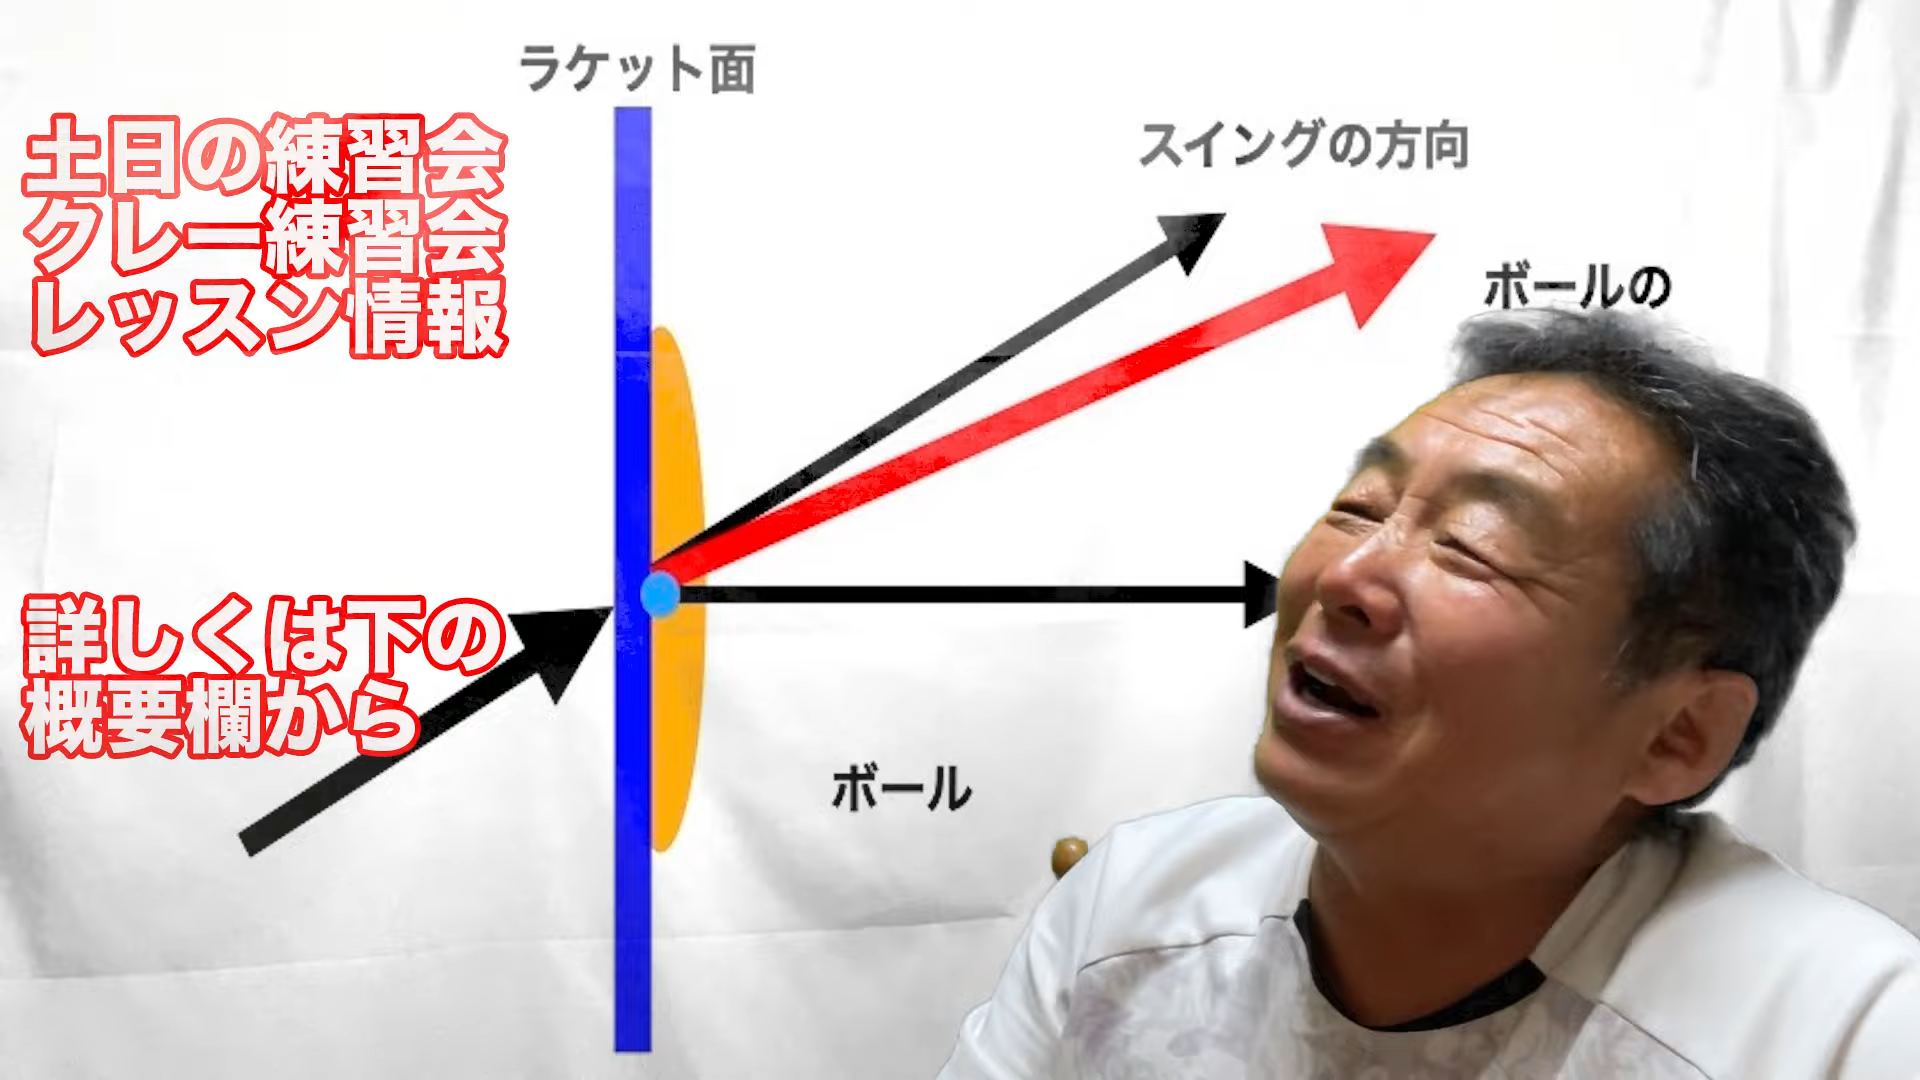 ラケット面
スイングの方向
土日の練習会
クレー練習会
レッスン情報
ボールの
詳しくは下の
概要欄から
ボール